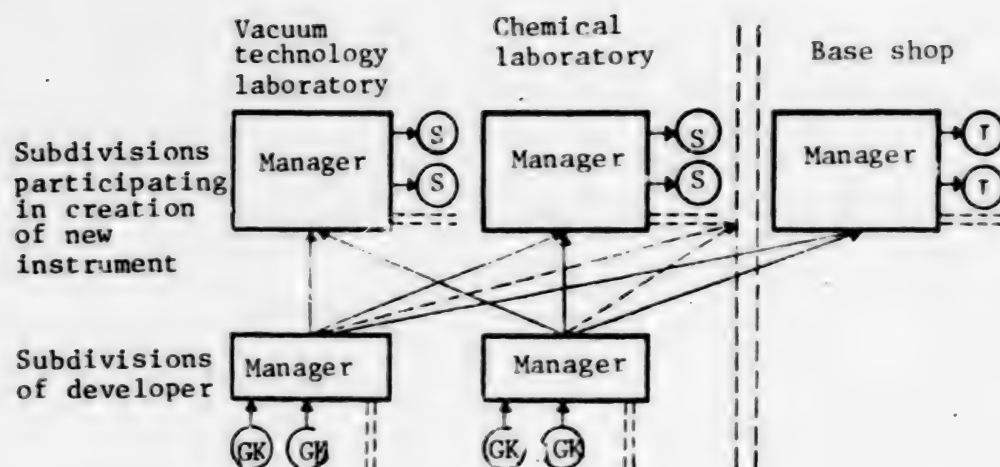 Vacuum
technology
laboratory
Chemical
laboratory
Base shop
Subdivisions
participating
in creation
of new
instrument
Manager
S
S
Manager
S
S
Manager
T
T
Subdivisions
of developer
Manager
Manager
GK
GK
GK
GK